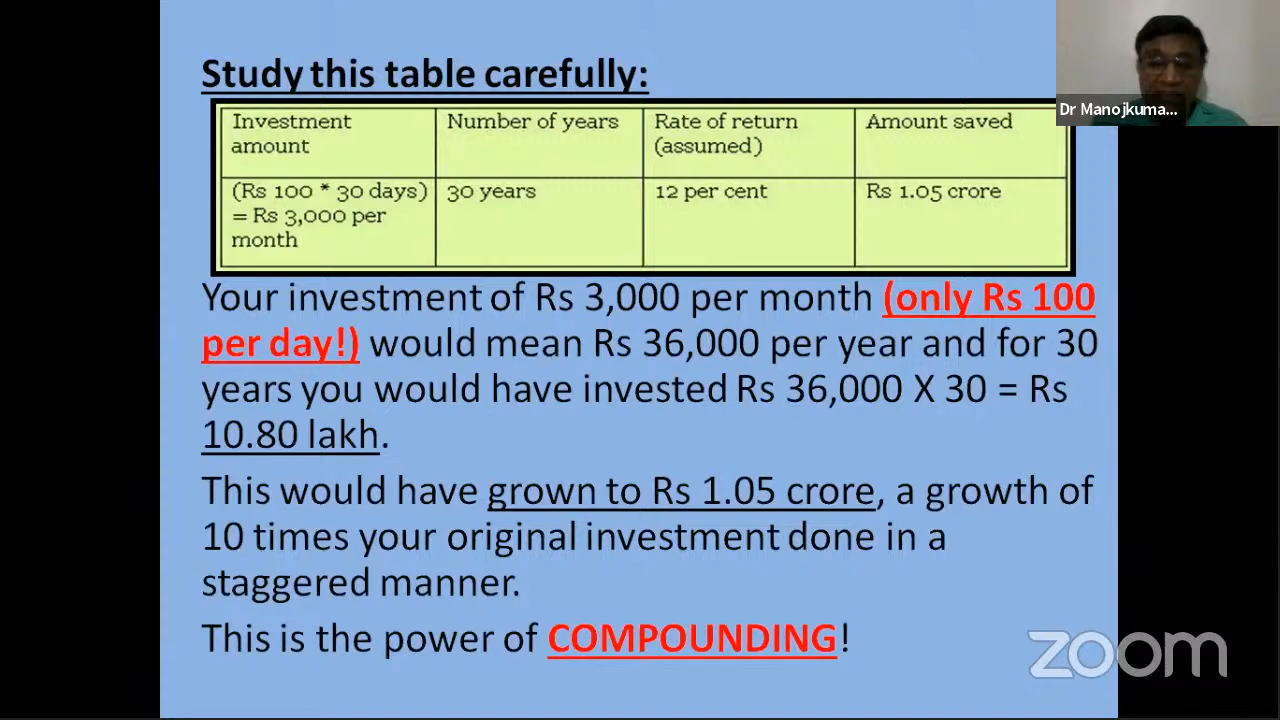 Study this table carefully:
Investment amount
Number of years
Rate of return (assumed)
Amount saved
(Rs 100 * 30 days) = Rs 3,000 per month
30 years
12 per cent
Rs 1.05 crore
Your investment of Rs 3,000 per month (only Rs 100
per day!) would mean Rs 36,000 per year and for 30
years you would have invested Rs 36,000 X 30 = Rs
10.80 lakh.
This would have grown to Rs 1.05 crore, a growth of
10 times your original investment done in a
staggered manner.
This is the power of COMPOUNDING!
Dr Manojkuma...
zoom